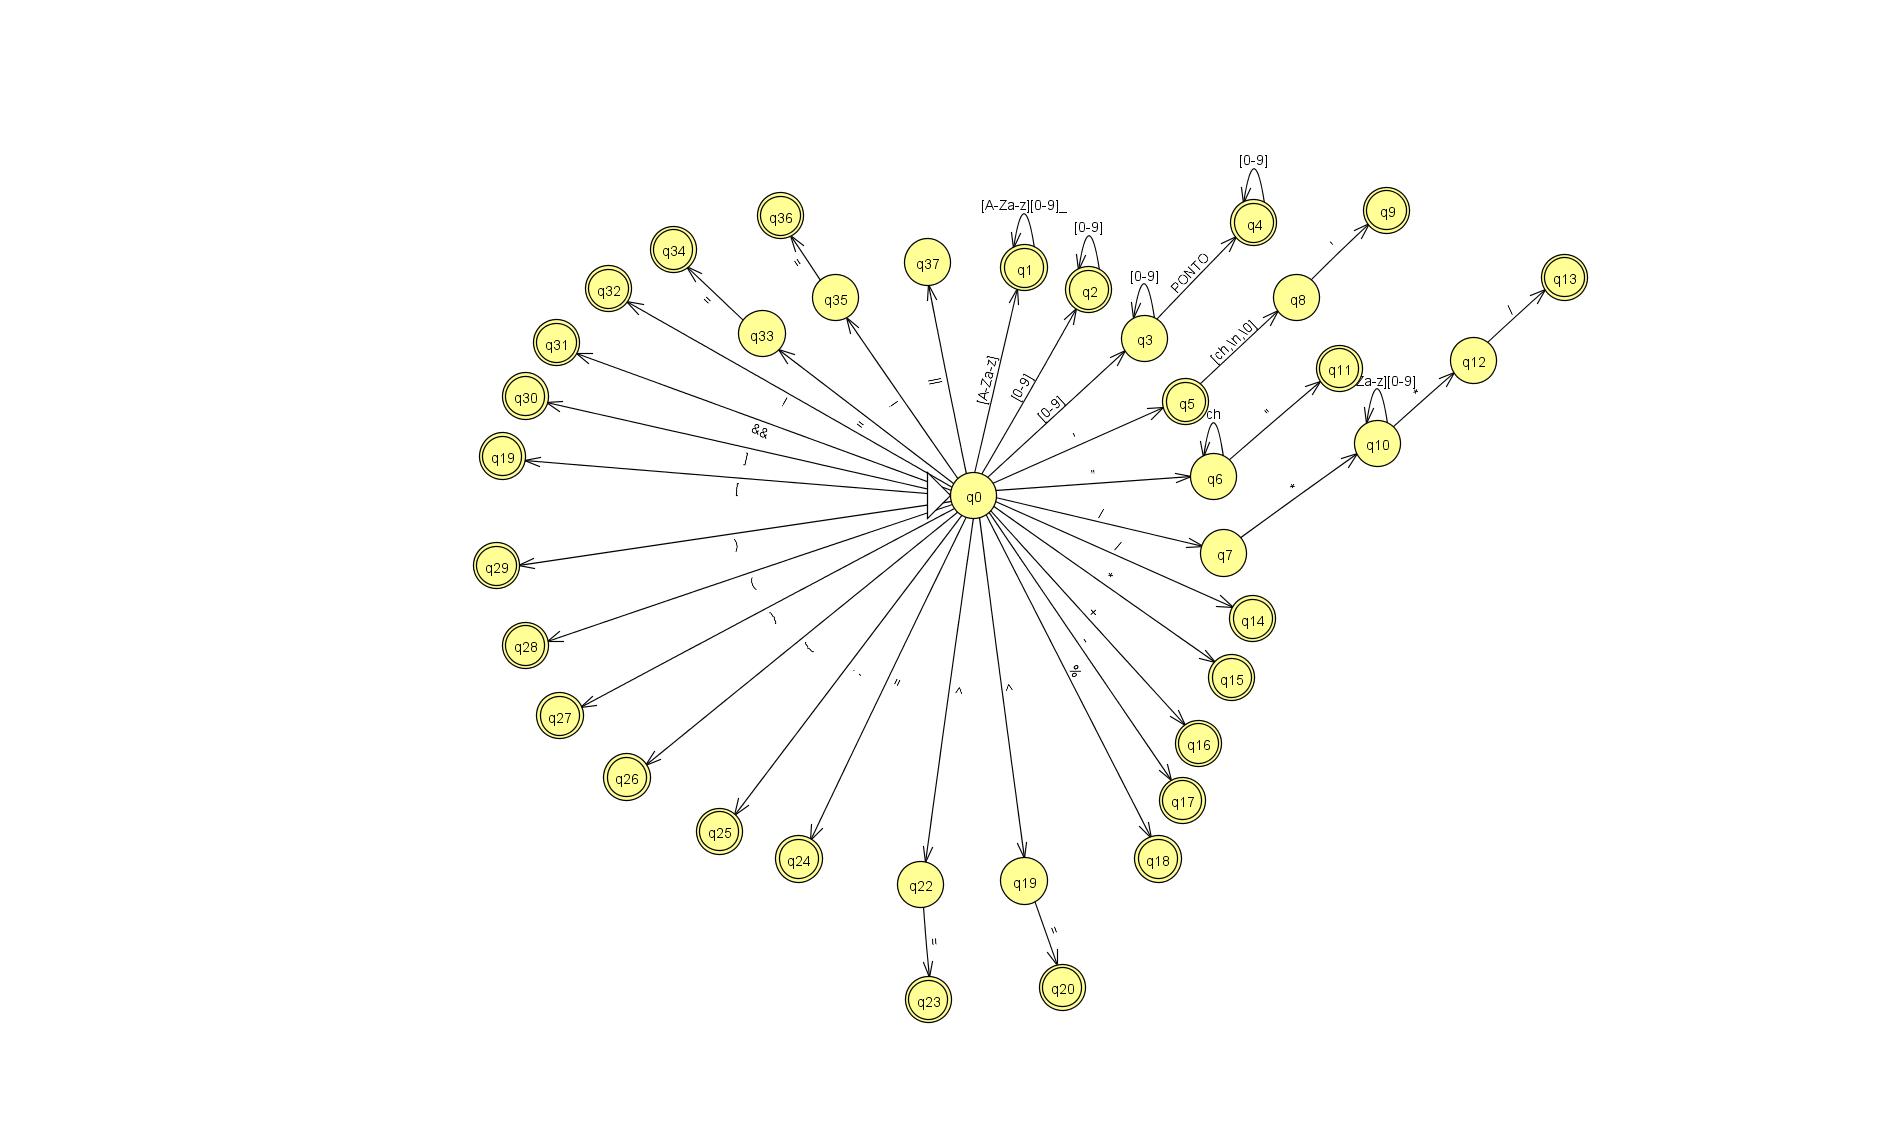 [0-9]
[A-Za-z][0-9]_
[0-9]
q9
q36
q4
'
q34
=
q37
q1
[0-9]
PONTO
q13
q32
=
q35
q2
q8
/
q31
q33
q3
[ch,\n,\0]
q12
q30
!
=
||
!
[A-Za-z]
[0-9]
[0-9]
q5
q11
Za-z][0-9]
*
&&
'
ch
"
q10
q19
]
"
q6
[
q0
*
/
q29
)
/
q7
(
*
q28
}
+
q14
{
-
q27
;
=
%
q15
q26
q16
q25
q17
q24
q18
q22
q19
=
=
q23
q20